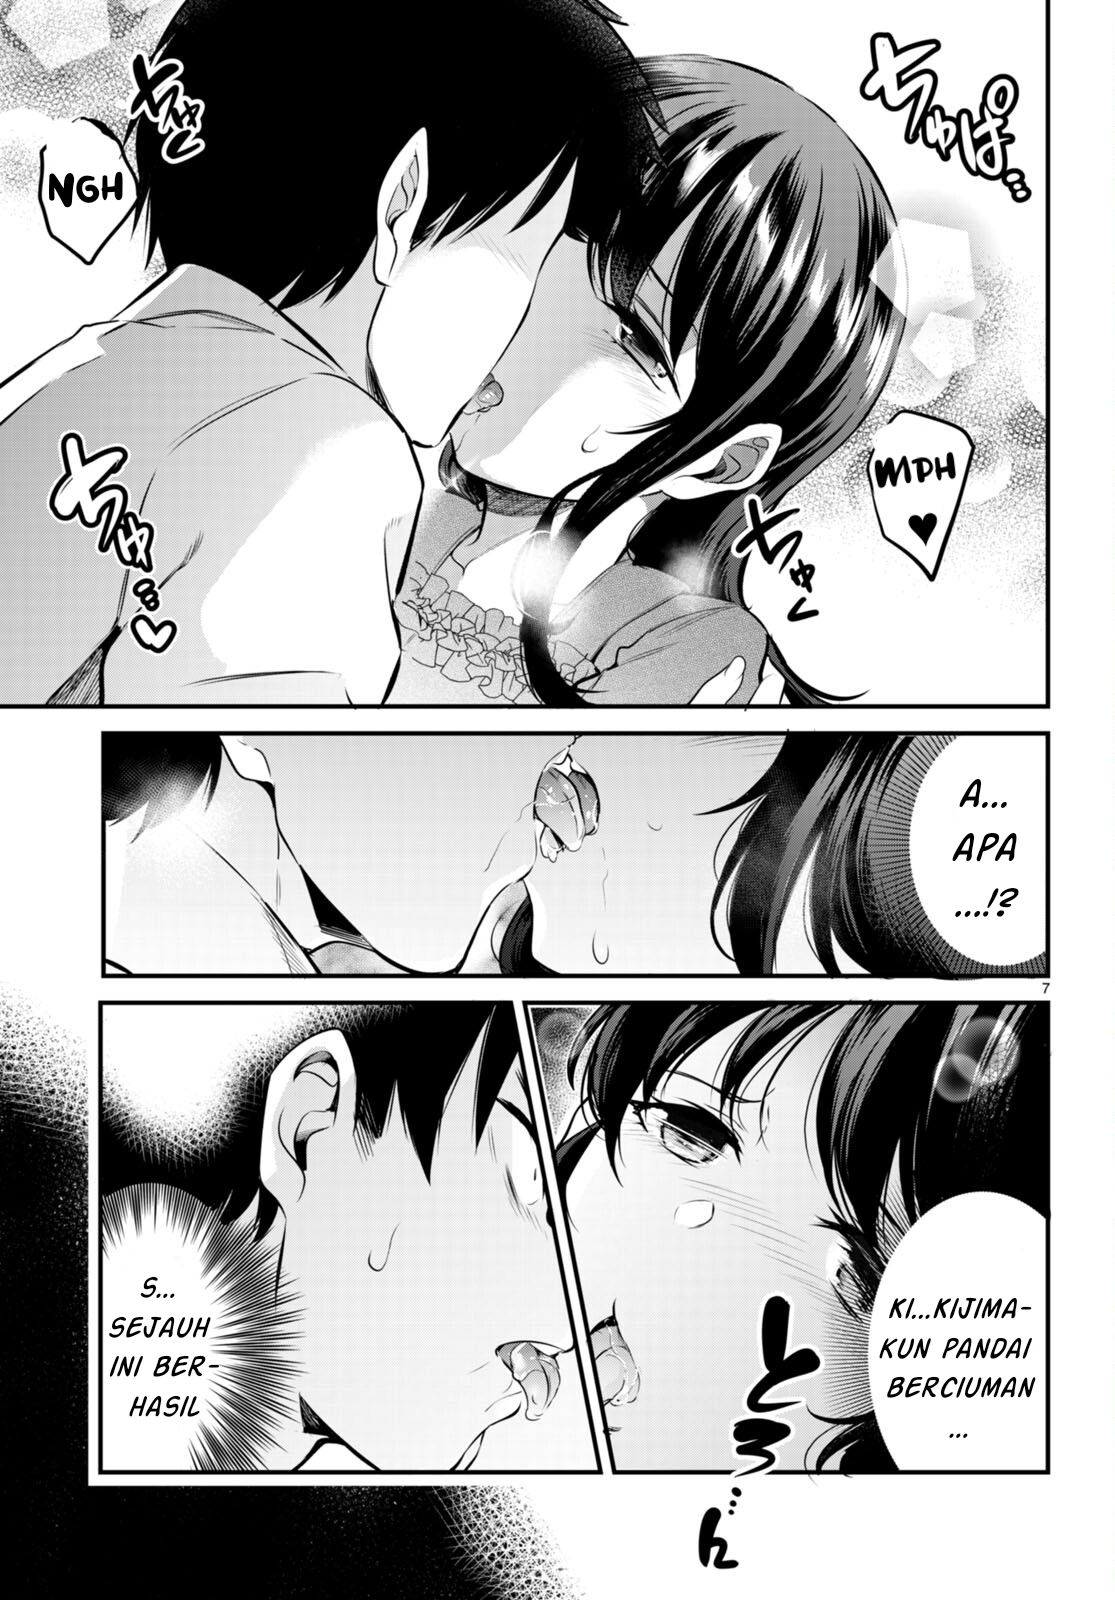 ちゅぱ…
ちゅく
NGH
MPH
♥
ちゅく
ちゅ…♡
A...
APA
...!?
7
KI...KIJIMA-
KUN PANDAI
BERCIUMAN
...
とろ…ん
S...
SEJAUH
INI BER-
HASIL